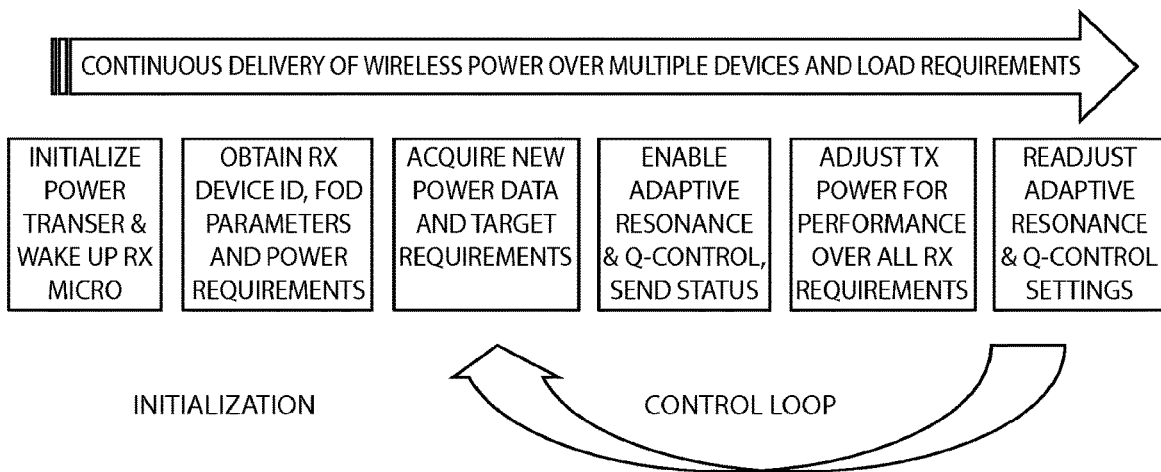 CONTINUOUS DELIVERY OF WIRELESS POWER OVER MULTIPLE DEVICES AND LOAD REQUIREMENTS
INITIALIZE
POWER
TRANSER &
WAKE UP RX
MICRO
OBTAIN RX
DEVICE ID, FOD
PARAMETERS
AND POWER
REQUIREMENTS
ACQUIRE NEW
POWER DATA
AND TARGET
REQUIREMENTS
ENABLE
ADAPTIVE
RESONANCE
& Q-CONTROL,
SEND STATUS
ADJUST TX
POWER FOR
PERFORMANCE
OVER ALL RX
REQUIREMENTS
READJUST
ADAPTIVE
RESONANCE
& Q-CONTROL
SETTINGS
INITIALIZATION
CONTROL LOOP